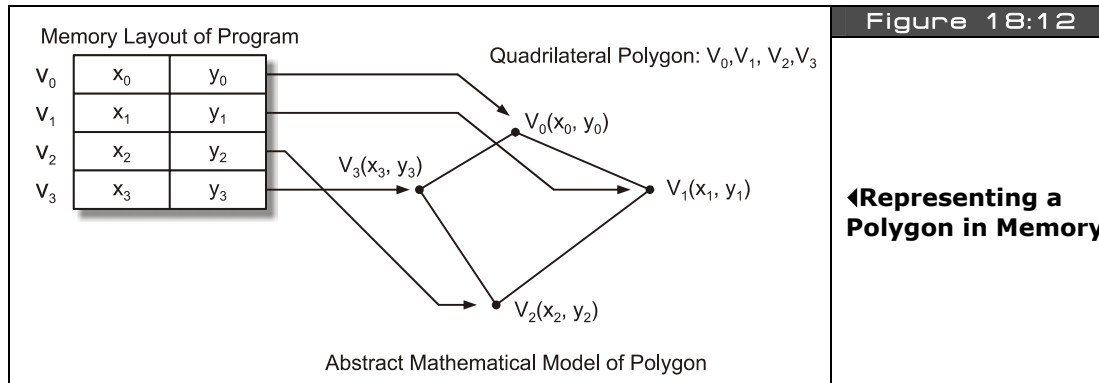 Figure 18:12
Memory Layout of Program
Quadrilateral Polygon: V₀,V₁, V₂,V₃
V₀ x₀ y₀
V₁ x₁ y₁
V₂ x₂ y₂
V₃ x₃ y₃
V₀(x₀, y₀)
V₃(x₃, y₃)
V₁(x₁, y₁)
V₂(x₂, y₂)
Abstract Mathematical Model of Polygon
Representing a
Polygon in Memory